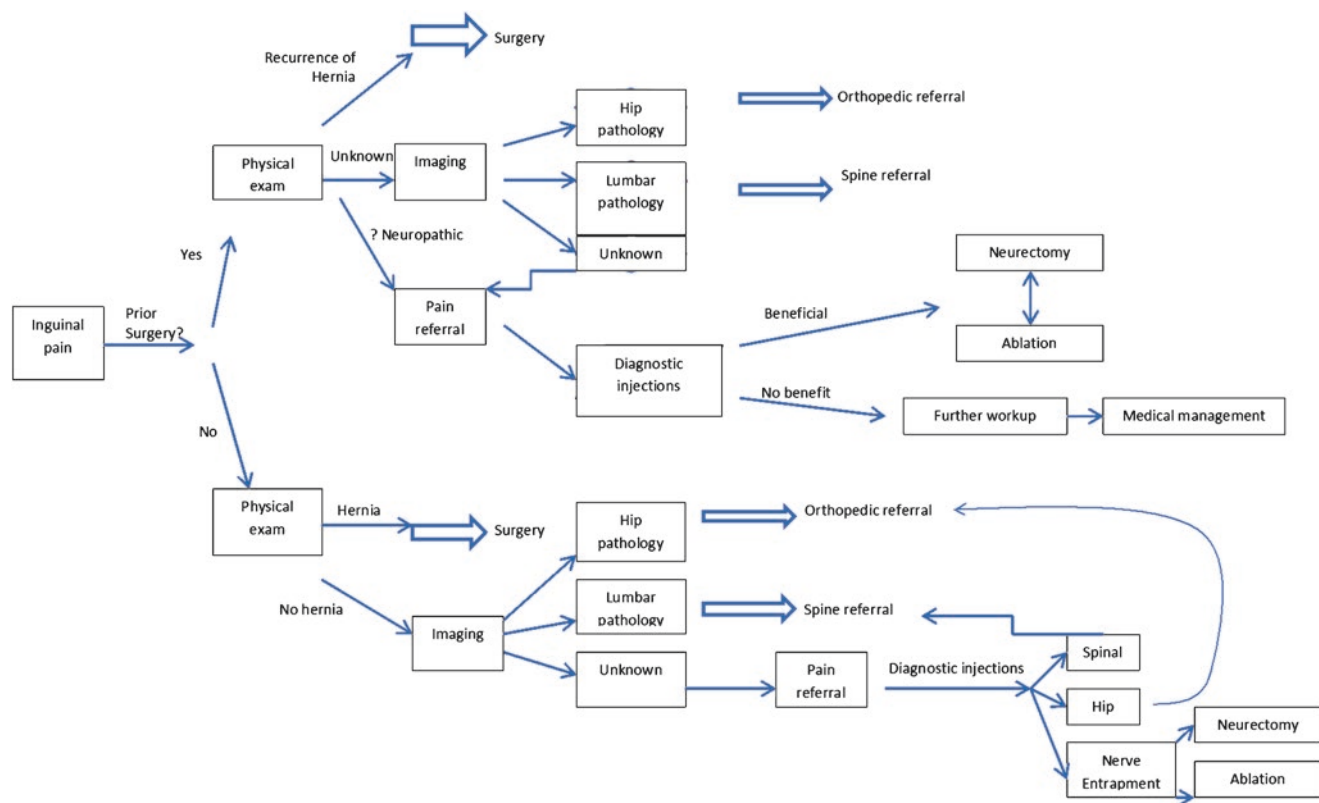 Surgery
Recurrence of
Hernia
Hip
pathology
Orthopedic referral
Physical
exam
Unknown
Imaging
Lumbar
pathology
Spine referral
? Neuropathic
Unknown
Yes
Neurectomy
Inguinal
pain
Prior
Surgery?
Pain
referral
Beneficial
Ablation
Diagnostic
injections
No benefit
Further workup
Medical management
No
Physical
exam
Hernia
Surgery
Hip
pathology
Orthopedic referral
No hernia
Imaging
Lumbar
pathology
Spine referral
Unknown
Pain
referral
Diagnostic injections
Spinal
Hip
Neurectomy
Nerve
Entrapment
Ablation